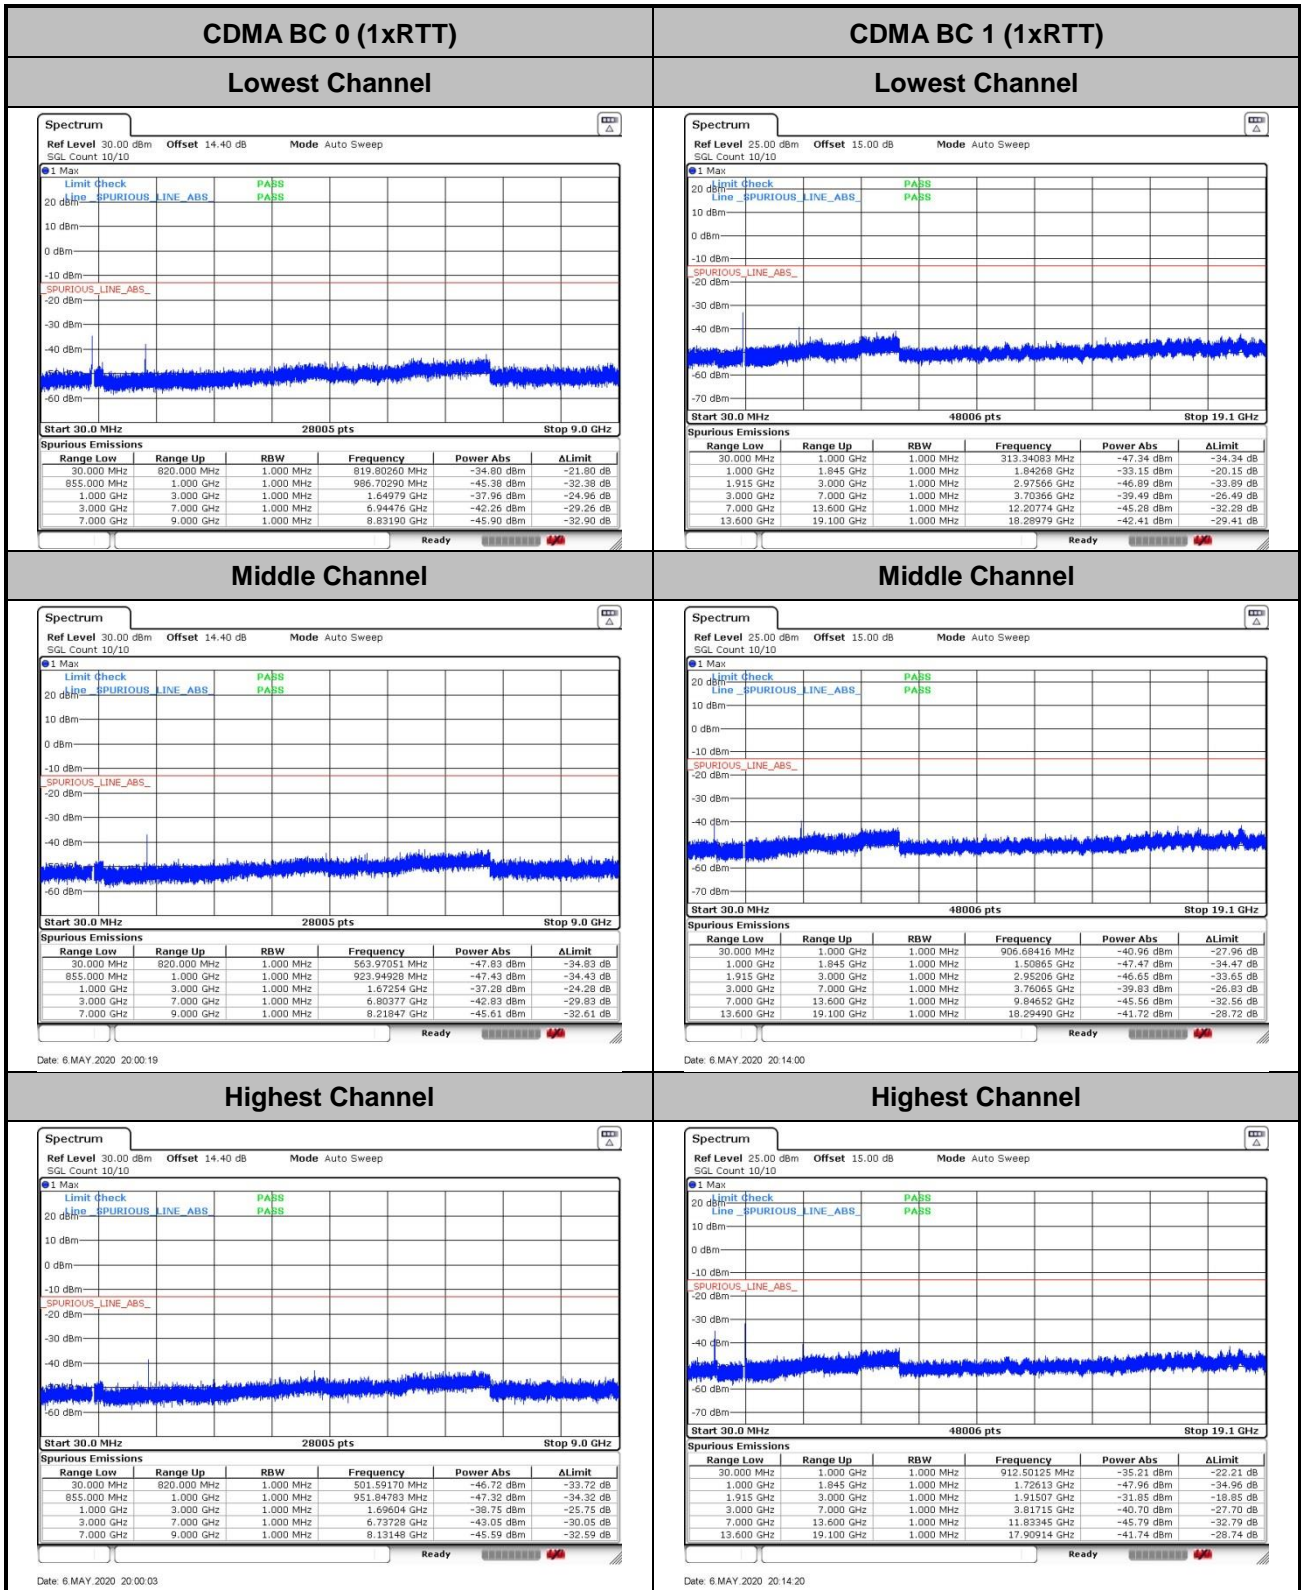 CDMA BC 0 (1xRTT) CDMA BC 1 (1xRTT)
Lowest Channel Lowest Channel
Spectrum
Ref Level 30.00 dBm Offset 14.40 dB Mode Auto Sweep
SGL Count 10/10
1 Max
Limit Check PASS
20 dBm Line _SPURIOUS_LINE_ABS_ PASS
10 dBm
0 dBm
-10 dBm
_SPURIOUS_LINE_ABS_
-20 dBm
-30 dBm
-40 dBm
-60 dBm
Start 30.0 MHz 28005 pts Stop 9.0 GHz
Spurious Emissions
Range Low Range Up RBW Frequency Power Abs ΔLimit
30.000 MHz 820.000 MHz 1.000 MHz 819.80260 MHz -34.80 dBm -21.80 dB
855.000 MHz 1.000 GHz 1.000 MHz 986.70290 MHz -45.38 dBm -32.38 dB
1.000 GHz 3.000 GHz 1.000 MHz 1.64979 GHz -37.96 dBm -24.96 dB
3.000 GHz 7.000 GHz 1.000 MHz 6.94476 GHz -42.26 dBm -29.26 dB
7.000 GHz 9.000 GHz 1.000 MHz 8.83190 GHz -45.90 dBm -32.90 dB
Ready
Spectrum
Ref Level 25.00 dBm Offset 15.00 dB Mode Auto Sweep
SGL Count 10/10
1 Max
20 dBm Limit Check PASS
Line _SPURIOUS_LINE_ABS_ PASS
10 dBm
0 dBm
-10 dBm
_SPURIOUS_LINE_ABS_
-20 dBm
-30 dBm
-40 dBm
-60 dBm
-70 dBm
Start 30.0 MHz 48006 pts Stop 19.1 GHz
Spurious Emissions
Range Low Range Up RBW Frequency Power Abs ΔLimit
30.000 MHz 1.000 GHz 1.000 MHz 313.34083 MHz -47.34 dBm -34.34 dB
1.000 GHz 1.845 GHz 1.000 MHz 1.84268 GHz -33.15 dBm -20.15 dB
1.915 GHz 3.000 GHz 1.000 MHz 2.97566 GHz -46.89 dBm -33.89 dB
3.000 GHz 7.000 GHz 1.000 MHz 3.70366 GHz -39.49 dBm -26.49 dB
7.000 GHz 13.600 GHz 1.000 MHz 12.20774 GHz -45.28 dBm -32.28 dB
13.600 GHz 19.100 GHz 1.000 MHz 18.28979 GHz -42.41 dBm -29.41 dB
Ready
Middle Channel Middle Channel
Spectrum
Ref Level 30.00 dBm Offset 14.40 dB Mode Auto Sweep
SGL Count 10/10
1 Max
Limit Check PASS
20 dBm Line _SPURIOUS_LINE_ABS_ PASS
10 dBm
0 dBm
-10 dBm
_SPURIOUS_LINE_ABS_
-20 dBm
-30 dBm
-40 dBm
-60 dBm
Start 30.0 MHz 28005 pts Stop 9.0 GHz
Spurious Emissions
Range Low Range Up RBW Frequency Power Abs ΔLimit
30.000 MHz 820.000 MHz 1.000 MHz 563.97051 MHz -47.83 dBm -34.83 dB
855.000 MHz 1.000 GHz 1.000 MHz 923.94928 MHz -47.43 dBm -34.43 dB
1.000 GHz 3.000 GHz 1.000 MHz 1.67254 GHz -37.28 dBm -24.28 dB
3.000 GHz 7.000 GHz 1.000 MHz 6.80377 GHz -42.83 dBm -29.83 dB
7.000 GHz 9.000 GHz 1.000 MHz 8.21847 GHz -45.61 dBm -32.61 dB
Ready
Date: 6.MAY.2020 20:00:19
Spectrum
Ref Level 25.00 dBm Offset 15.00 dB Mode Auto Sweep
SGL Count 10/10
1 Max
20 dBm Limit Check PASS
Line _SPURIOUS_LINE_ABS_ PASS
10 dBm
0 dBm
-10 dBm
_SPURIOUS_LINE_ABS_
-20 dBm
-30 dBm
-40 dBm
-60 dBm
-70 dBm
Start 30.0 MHz 48006 pts Stop 19.1 GHz
Spurious Emissions
Range Low Range Up RBW Frequency Power Abs ΔLimit
30.000 MHz 1.000 GHz 1.000 MHz 906.68416 MHz -40.96 dBm -27.96 dB
1.000 GHz 1.845 GHz 1.000 MHz 1.50865 GHz -47.47 dBm -34.47 dB
1.915 GHz 3.000 GHz 1.000 MHz 2.95206 GHz -46.65 dBm -33.65 dB
3.000 GHz 7.000 GHz 1.000 MHz 3.76065 GHz -39.83 dBm -26.83 dB
7.000 GHz 13.600 GHz 1.000 MHz 9.84652 GHz -45.56 dBm -32.56 dB
13.600 GHz 19.100 GHz 1.000 MHz 18.29490 GHz -41.72 dBm -28.72 dB
Ready
Date: 6.MAY.2020 20:14:00
Highest Channel Highest Channel
Spectrum
Ref Level 30.00 dBm Offset 14.40 dB Mode Auto Sweep
SGL Count 10/10
1 Max
Limit Check PASS
20 dBm Line _SPURIOUS_LINE_ABS_ PASS
10 dBm
0 dBm
-10 dBm
_SPURIOUS_LINE_ABS_
-20 dBm
-30 dBm
-40 dBm
-60 dBm
Start 30.0 MHz 28005 pts Stop 9.0 GHz
Spurious Emissions
Range Low Range Up RBW Frequency Power Abs ΔLimit
30.000 MHz 820.000 MHz 1.000 MHz 501.59170 MHz -46.72 dBm -33.72 dB
855.000 MHz 1.000 GHz 1.000 MHz 951.84783 MHz -47.32 dBm -34.32 dB
1.000 GHz 3.000 GHz 1.000 MHz 1.69604 GHz -38.75 dBm -25.75 dB
3.000 GHz 7.000 GHz 1.000 MHz 6.73728 GHz -43.05 dBm -30.05 dB
7.000 GHz 9.000 GHz 1.000 MHz 8.13148 GHz -45.59 dBm -32.59 dB
Ready
Date: 6.MAY.2020 20:00:03
Spectrum
Ref Level 25.00 dBm Offset 15.00 dB Mode Auto Sweep
SGL Count 10/10
1 Max
20 dBm Limit Check PASS
Line _SPURIOUS_LINE_ABS_ PASS
10 dBm
0 dBm
-10 dBm
_SPURIOUS_LINE_ABS_
-20 dBm
-30 dBm
-40 dBm
-60 dBm
-70 dBm
Start 30.0 MHz 48006 pts Stop 19.1 GHz
Spurious Emissions
Range Low Range Up RBW Frequency Power Abs ΔLimit
30.000 MHz 1.000 GHz 1.000 MHz 912.50125 MHz -35.21 dBm -22.21 dB
1.000 GHz 1.845 GHz 1.000 MHz 1.72613 GHz -47.96 dBm -34.96 dB
1.915 GHz 3.000 GHz 1.000 MHz 1.91507 GHz -31.85 dBm -18.85 dB
3.000 GHz 7.000 GHz 1.000 MHz 3.81715 GHz -40.70 dBm -27.70 dB
7.000 GHz 13.600 GHz 1.000 MHz 11.83345 GHz -45.79 dBm -32.79 dB
13.600 GHz 19.100 GHz 1.000 MHz 17.90914 GHz -41.74 dBm -28.74 dB
Ready
Date: 6.MAY.2020 20:14:20